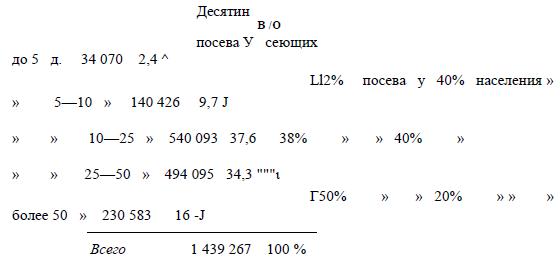 Десятин
В /О
посева У сеющих
до 5 д. 34 070 2,4 ^
Ll2% посева у 40% населения »
» 5—10 » 140 426 9,7 J
» » 10—25 » 540 093 37,6 38% » » 40% »
» » 25—50 » 494 095 34,3 """ι
Г50% » » 20% » » »
более 50 » 230 583 16 -J
Всего 1 439 267 100 %